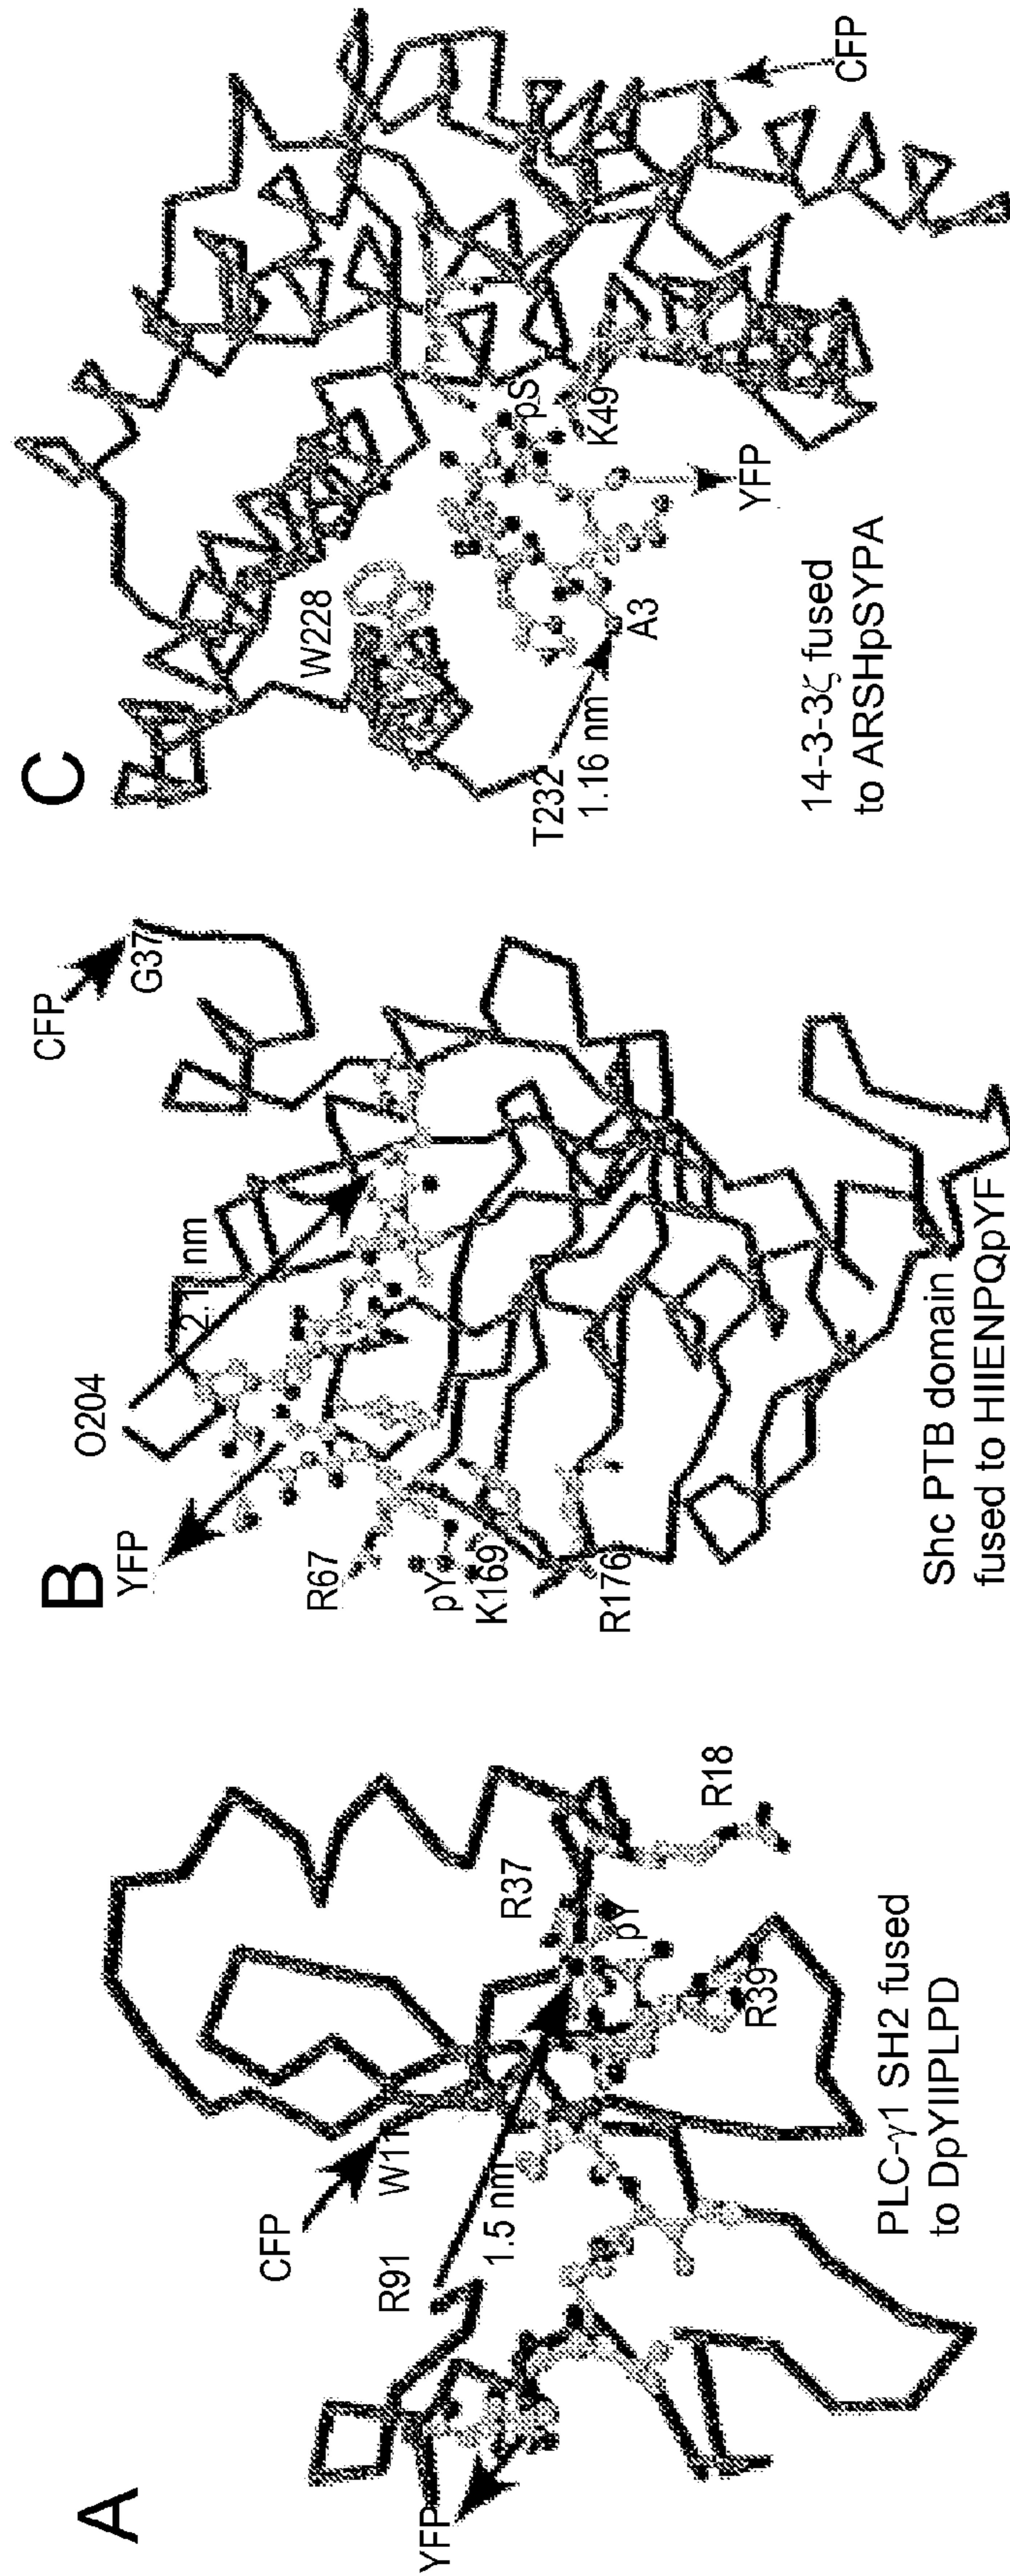 A
CFP
W11
R91
1.5 nm
YFP
R37
pY
R18
R39
PLC-γ1 SH2 fused
to DpYIIPLPD
B
YFP
O204
2.1 nm
CFP
G37
R67
pY
K169
R176
Shc PTB domain
fused to HIIENPQpYF
C
W228
T232
1.16 nm
A3
pS
K49
YFP
CFP
14-3-3ζ fused
to ARSHpSYPA